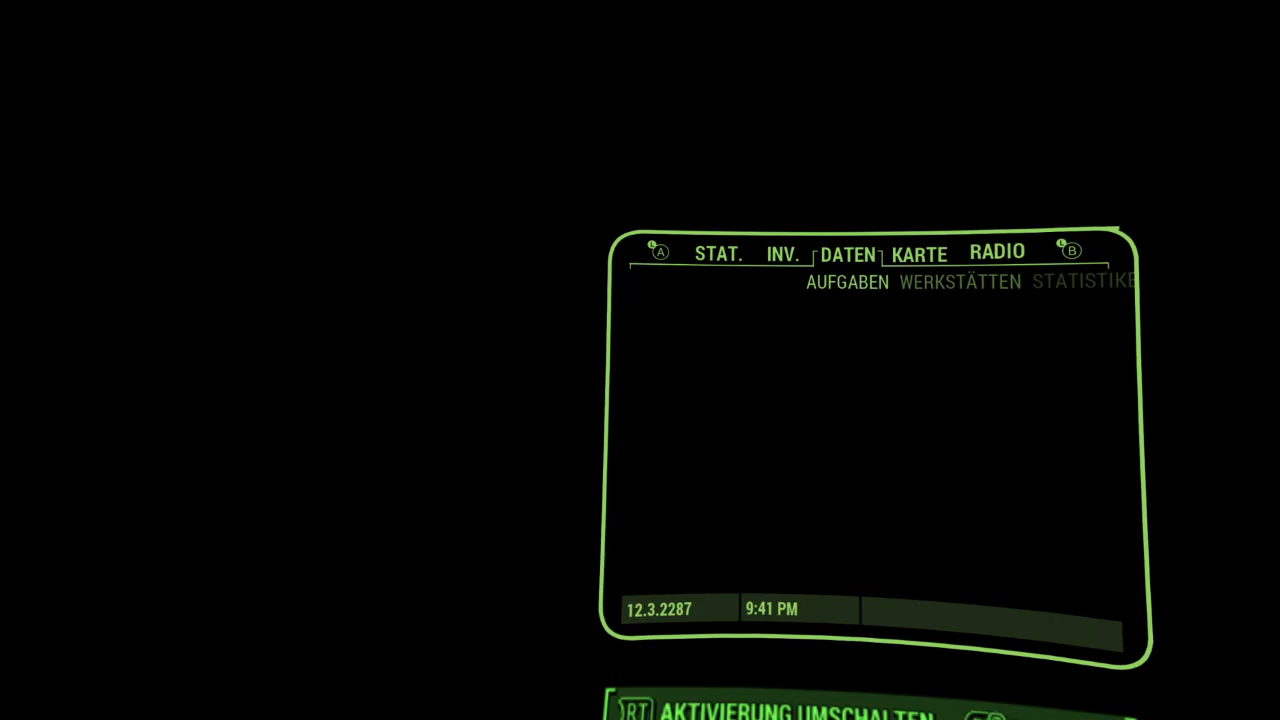 L A STAT. INV. DATEN KARTE RADIO L B
AUFGABEN WERKSTÄTTEN STATISTIKE
12.3.2287 9:41 PM
RT AKTIVIERUNG UMSCHALTEN